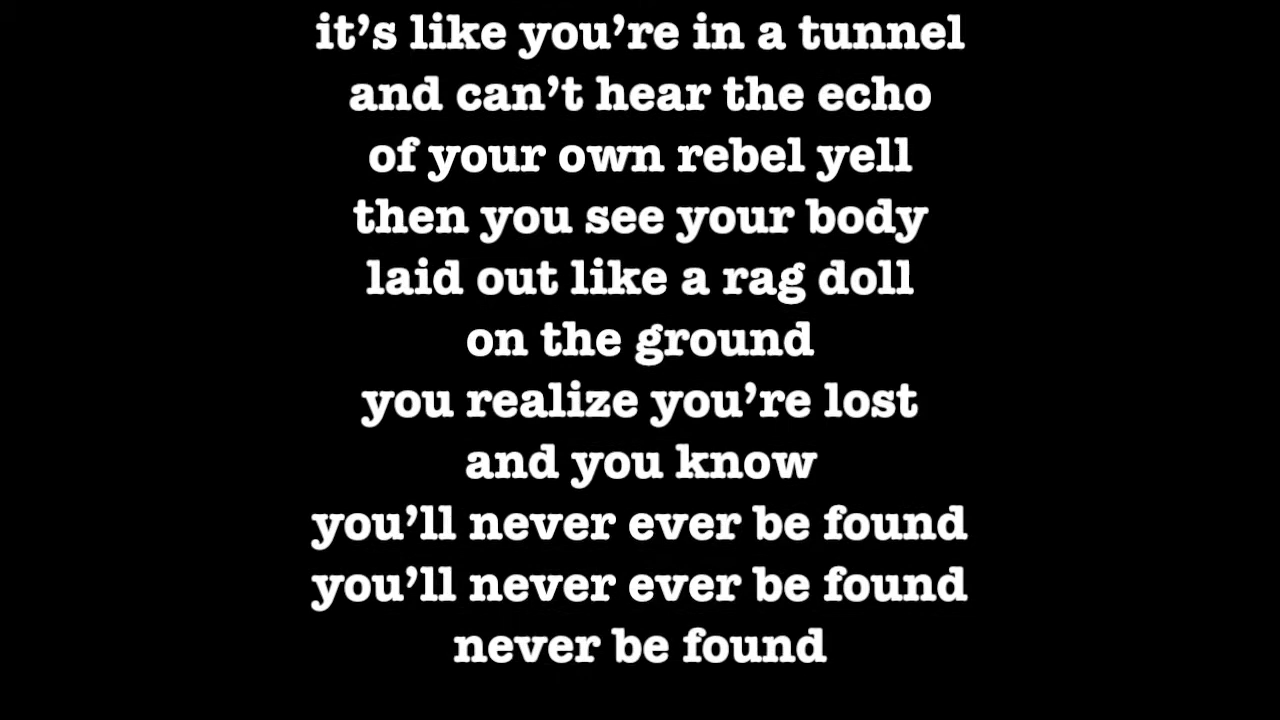 it’s like you’re in a tunnel
and can’t hear the echo
of your own rebel yell
then you see your body
laid out like a rag doll
on the ground
you realize you’re lost
and you know
you’ll never ever be found
you’ll never ever be found
never be found